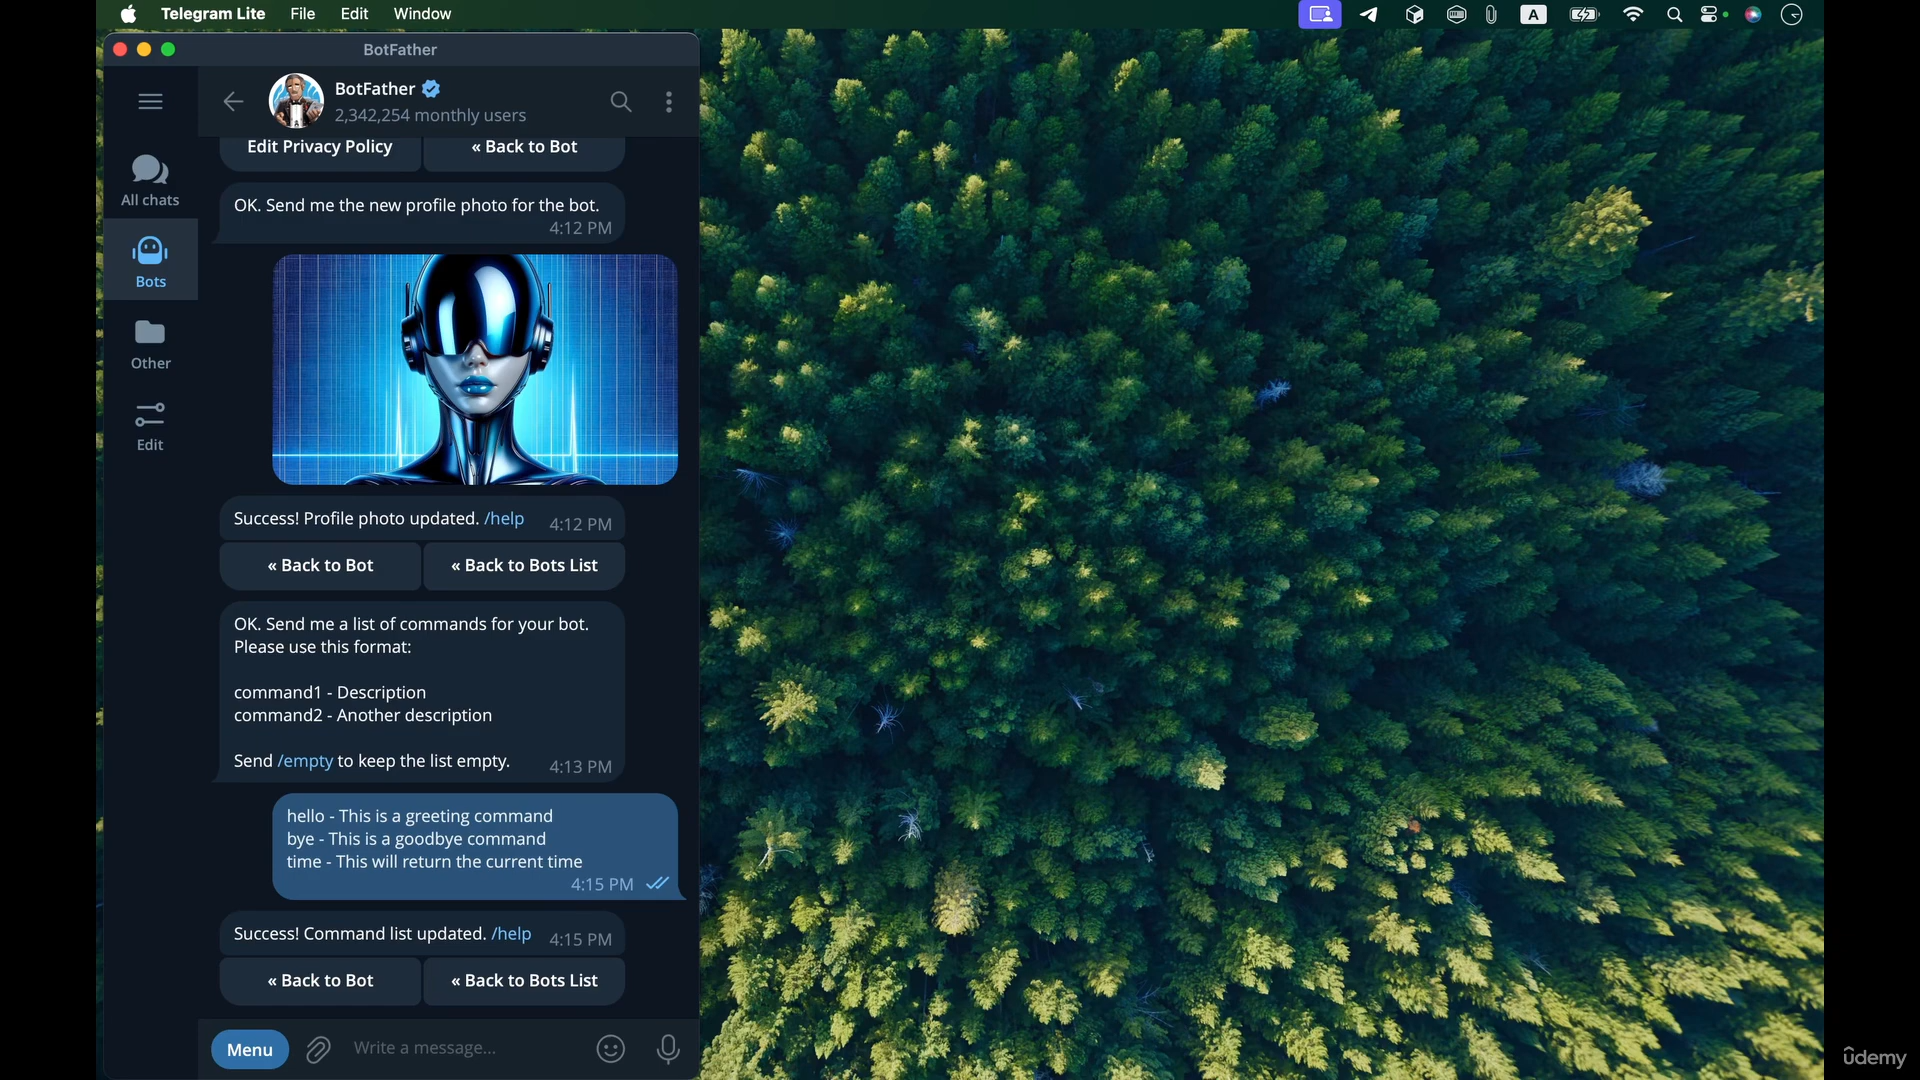 Telegram Lite File Edit Window
A
BotFather
BotFather
2,342,254 monthly users
All chats
Bots
Other
Edit
Edit Privacy Policy
« Back to Bot
OK. Send me the new profile photo for the bot.
4:12 PM
Success! Profile photo updated. /help
4:12 PM
« Back to Bot
« Back to Bots List
OK. Send me a list of commands for your bot.
Please use this format:
command1 - Description
command2 - Another description
Send /empty to keep the list empty.
4:13 PM
hello - This is a greeting command
bye - This is a goodbye command
time - This will return the current time
4:15 PM
Success! Command list updated. /help
4:15 PM
« Back to Bot
« Back to Bots List
Menu
Write a message...
udemy